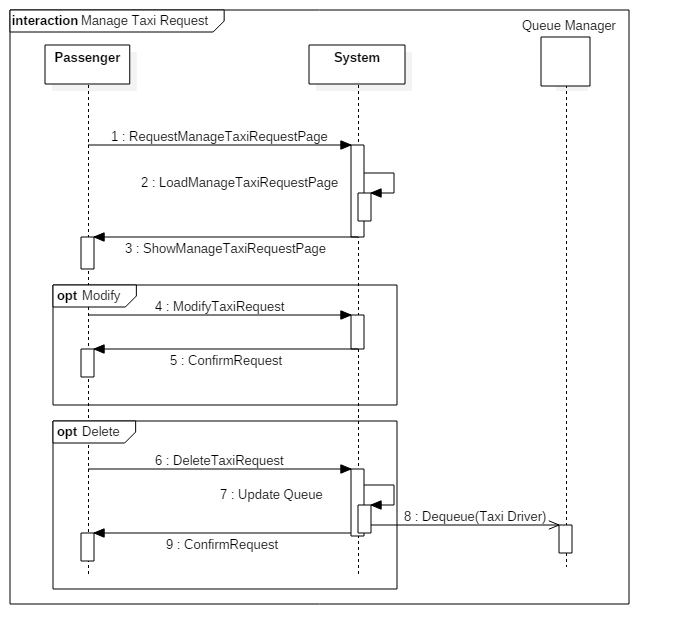 interaction Manage Taxi Request
Queue Manager
Passenger
System
1 : RequestManageTaxiRequestPage
2 : LoadManageTaxiRequestPage
3 : ShowManageTaxiRequestPage
opt Modify
4 : ModifyTaxiRequest
5 : ConfirmRequest
opt Delete
6 : DeleteTaxiRequest
7 : Update Queue
8 : Dequeue(Taxi Driver)
9 : ConfirmRequest